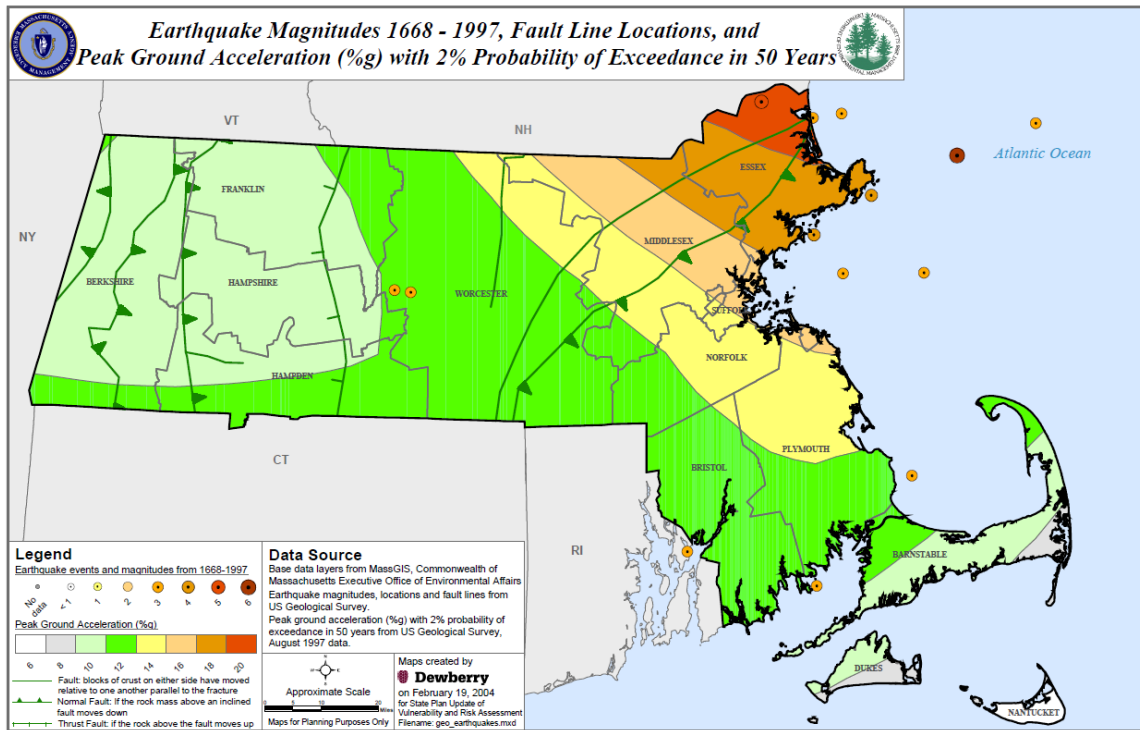 Earthquake Magnitudes 1668 - 1997, Fault Line Locations, and
Peak Ground Acceleration (%g) with 2% Probability of Exceedance in 50 Years
VT
NH
NY
Atlantic Ocean
ESSEX
FRANKLIN
MIDDLESEX
BERKSHIRE
HAMPSHIRE
WORCESTER
SUFFOLK
NORFOLK
HAMPDEN
CT
PLYMOUTH
BRISTOL
RI
BARNSTABLE
DUKES
NANTUCKET
Legend
Earthquake events and magnitudes from 1668-1997
No data
< 1
1
2
3
4
5
6
Peak Ground Acceleration (%g)
6
8
10
12
14
16
18
20
Fault: blocks of crust on either side have moved
relative to one another parallel to the fracture
Normal Fault: If the rock mass above an inclined
fault moves down
Thrust Fault: if the rock above the fault moves up
Data Source
Base data layers from MassGIS, Commonwealth of
Massachusetts Executive Office of Environmental Affairs
Earthquake magnitudes, locations and fault lines from
US Geological Survey.
Peak ground acceleration (%g) with 2% probability of
exceedance in 50 years from US Geological Survey,
August 1997 data.
Approximate Scale
Miles
Maps for Planning Purposes Only
Maps created by
Dewberry
on February 19, 2004
for State Plan Update of
Vulnerability and Risk Assessment
Filename: geo_earthquakes.mxd